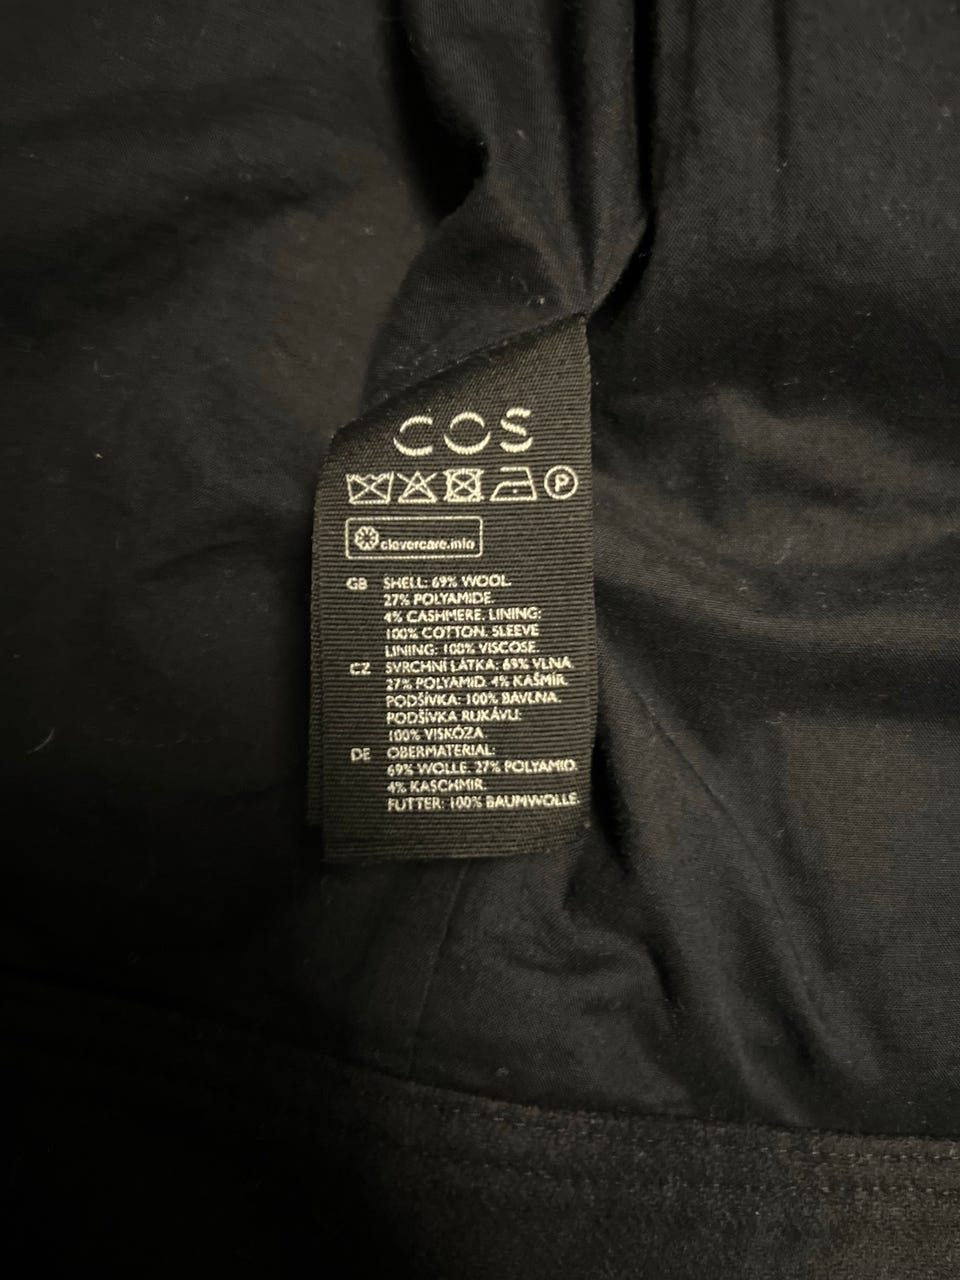 COS
P
clevercare.info
GB SHELL: 69% WOOL.
27% POLYAMIDE.
4% CASHMERE. LINING:
100% COTTON. SLEEVE
LINING: 100% VISCOSE.
CZ SVRCHNÍ LÁTKA: 69% VLNA.
27% POLYAMID. 4% KAŠMÍR.
PODŠÍVKA: 100% BAVLNA.
PODŠÍVKA RUKÁVU:
100% VISKÓZA.
DE OBERMATERIAL:
69% WOLLE. 27% POLYAMID.
4% KASCHMIR.
FUTTER: 100% BAUMWOLLE.